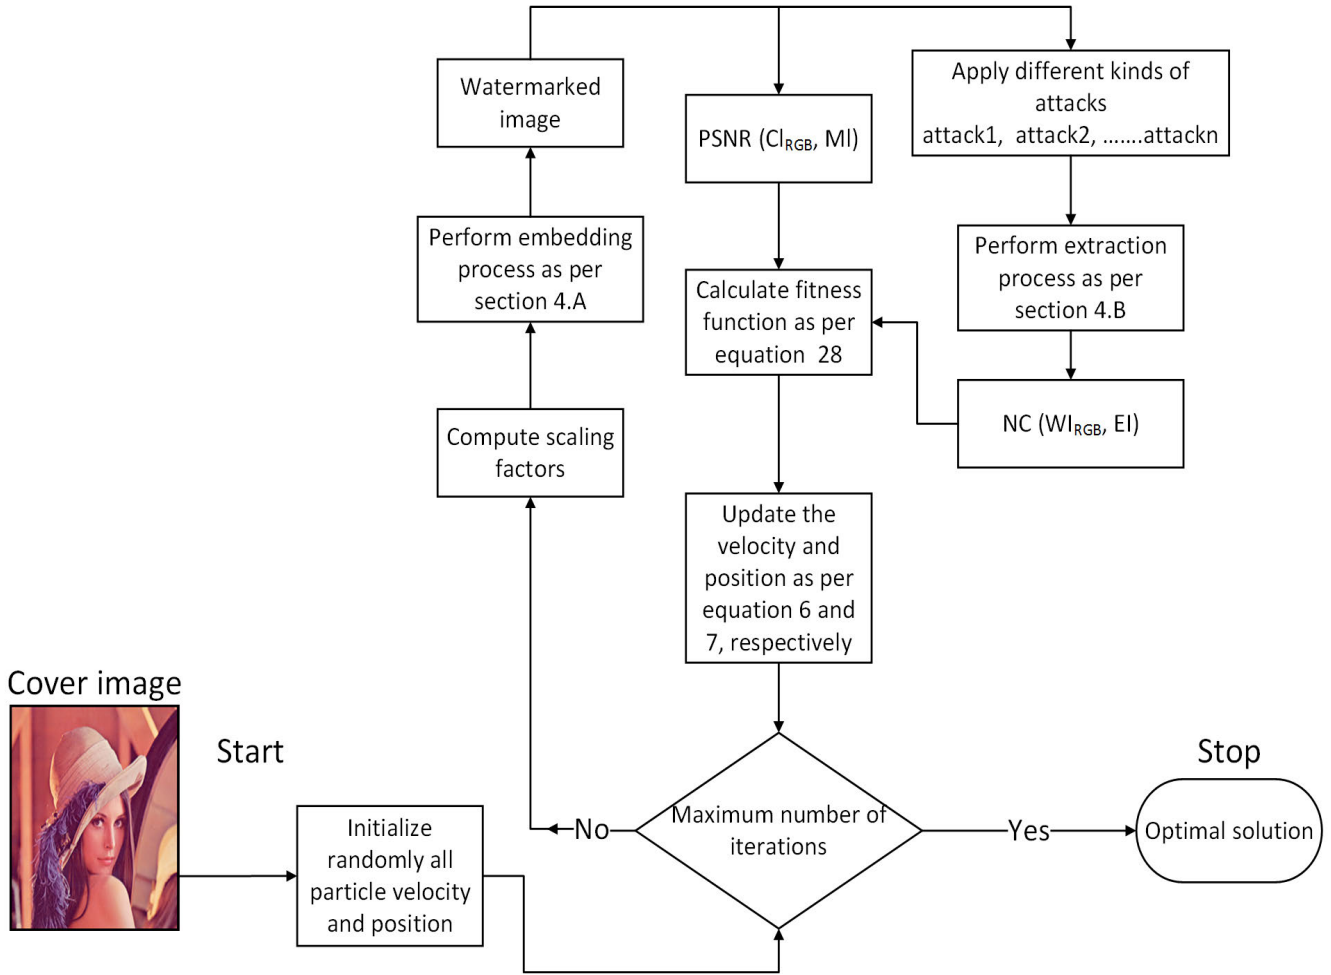 Cover image
Start
Initialize
randomly all
particle velocity
and position
Maximum number of
iterations
No
Yes
Stop
Optimal solution
Compute scaling
factors
Perform embedding
process as per
section 4.A
Watermarked
image
PSNR (CI_RGB, MI)
Apply different kinds of
attacks
attack1, attack2, .......attackn
Perform extraction
process as per
section 4.B
NC (WI_RGB, EI)
Calculate fitness
function as per
equation 28
Update the
velocity and
position as per
equation 6 and
7, respectively